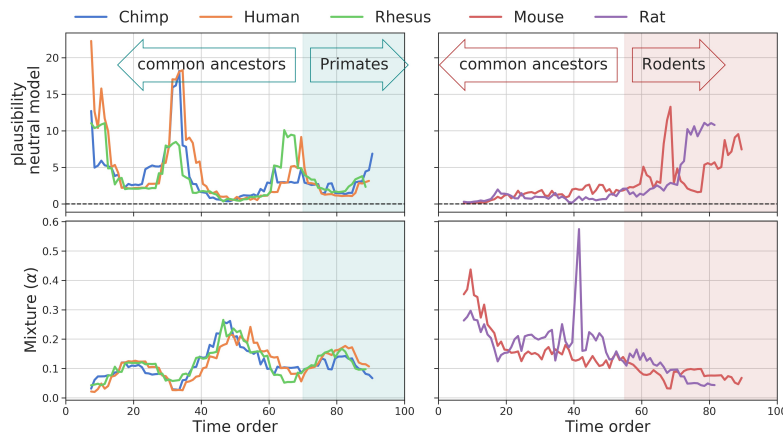 Chimp Human Rhesus Mouse Rat
plausibility
neutral model
20
15
10
5
0
common ancestors Primates
common ancestors Rodents
Mixture (α)
0.6
0.5
0.4
0.3
0.2
0.1
0.0
0 20 40 60 80 100
0 20 40 60 80 100
Time order
Time order